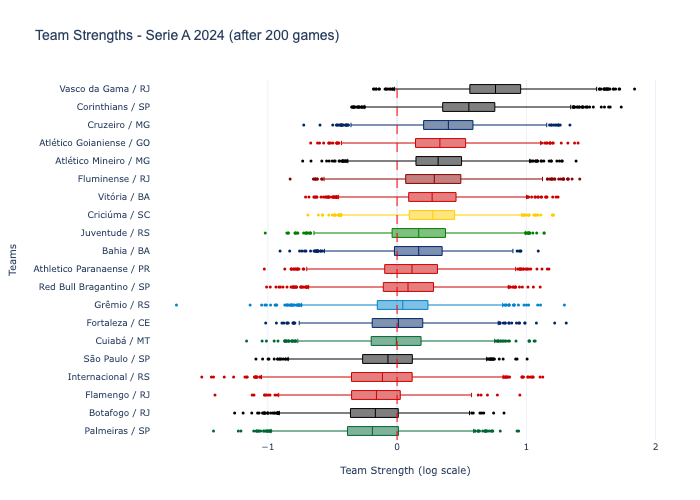 Team Strengths - Serie A 2024 (after 200 games)
Vasco da Gama / RJ
Corinthians / SP
Cruzeiro / MG
Atlético Goianiense / GO
Atlético Mineiro / MG
Fluminense / RJ
Vitória / BA
Criciúma / SC
Juventude / RS
Bahia / BA
Athletico Paranaense / PR
Red Bull Bragantino / SP
Grêmio / RS
Fortaleza / CE
Cuiabá / MT
São Paulo / SP
Internacional / RS
Flamengo / RJ
Botafogo / RJ
Palmeiras / SP
Teams
−1 0 1 2
Team Strength (log scale)